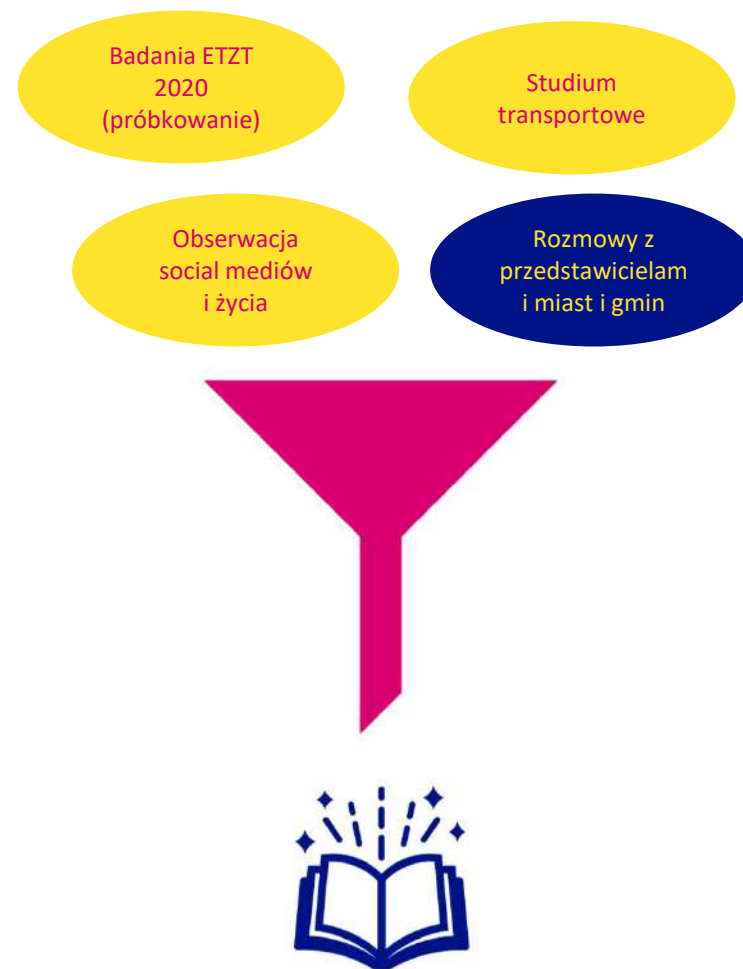 Badania ETZT
2020
(próbkowanie)
Studium
transportowe
Obserwacja
social mediów
i życia
Rozmowy z
przedstawicielam
i miast i gmin